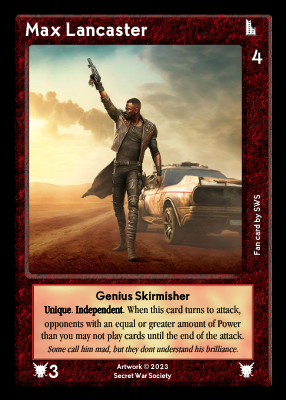 Max Lancaster
4
Fan card by SWS
Genius Skirmisher
Unique. Independent. When this card turns to attack,
opponents with an equal or greater amount of Power
than you may not play cards until the end of the attack.
Some call him mad, but they dont understand his brilliance.
3
Artwork © 2023
Secret War Society